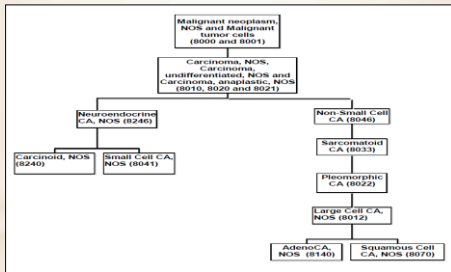 Malignant neoplasm,
NOS and Malignant
tumor cells
(8000 and 8001)
Carcinoma, NOS,
Carcinoma,
undifferentiated, NOS and
Carcinoma, anaplastic, NOS
(8010, 8020 and 8021)
Neuroendocrine
CA, NOS (8246)
Non-Small Cell
CA (8046)
Carcinoid, NOS
(8240)
Small Cell CA,
NOS (8041)
Sarcomatoid
CA (8033)
Pleomorphic
CA (8022)
Large Cell CA,
NOS (8012)
AdenoCA,
NOS (8140)
Squamous Cell
CA, NOS (8070)